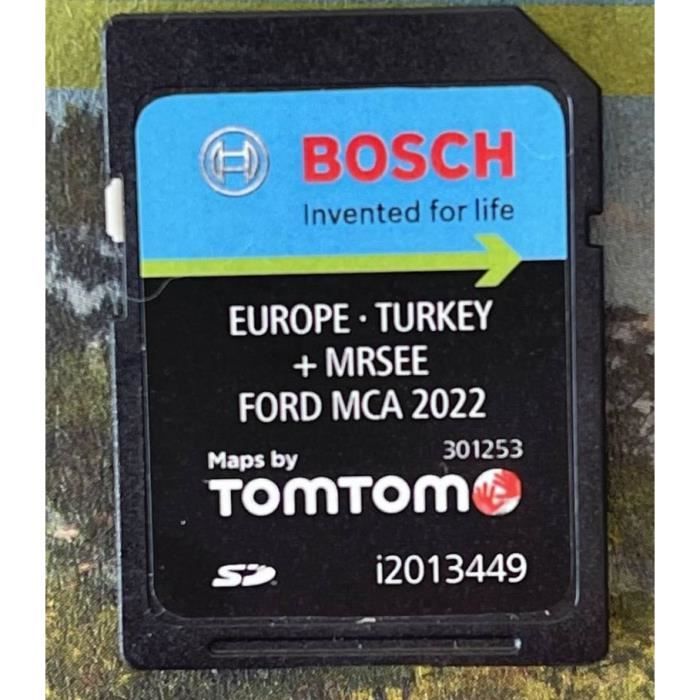 BOSCH
Invented for life
EUROPE · TURKEY
+ MRSEE
FORD MCA 2022
301253
Maps by
TOMTOM
SD
i2013449